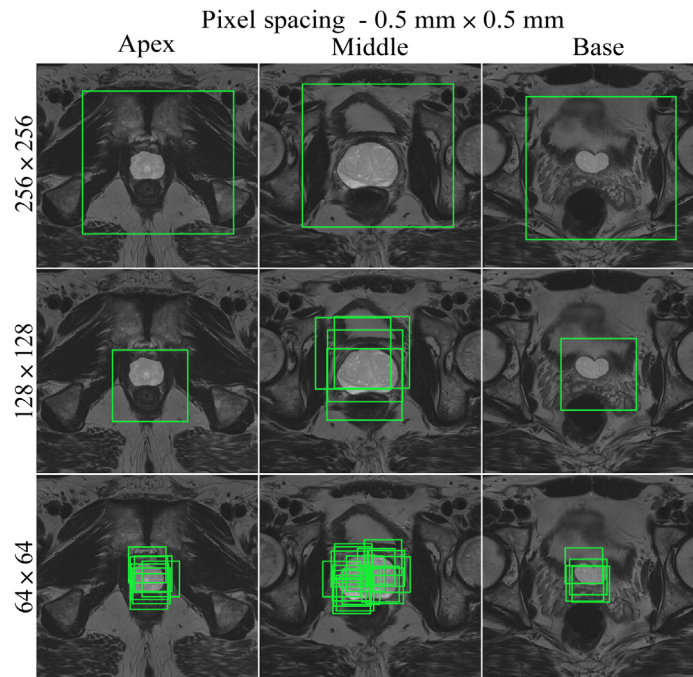 Pixel spacing - 0.5 mm × 0.5 mm
Apex Middle Base
256 × 256
128 × 128
64 × 64